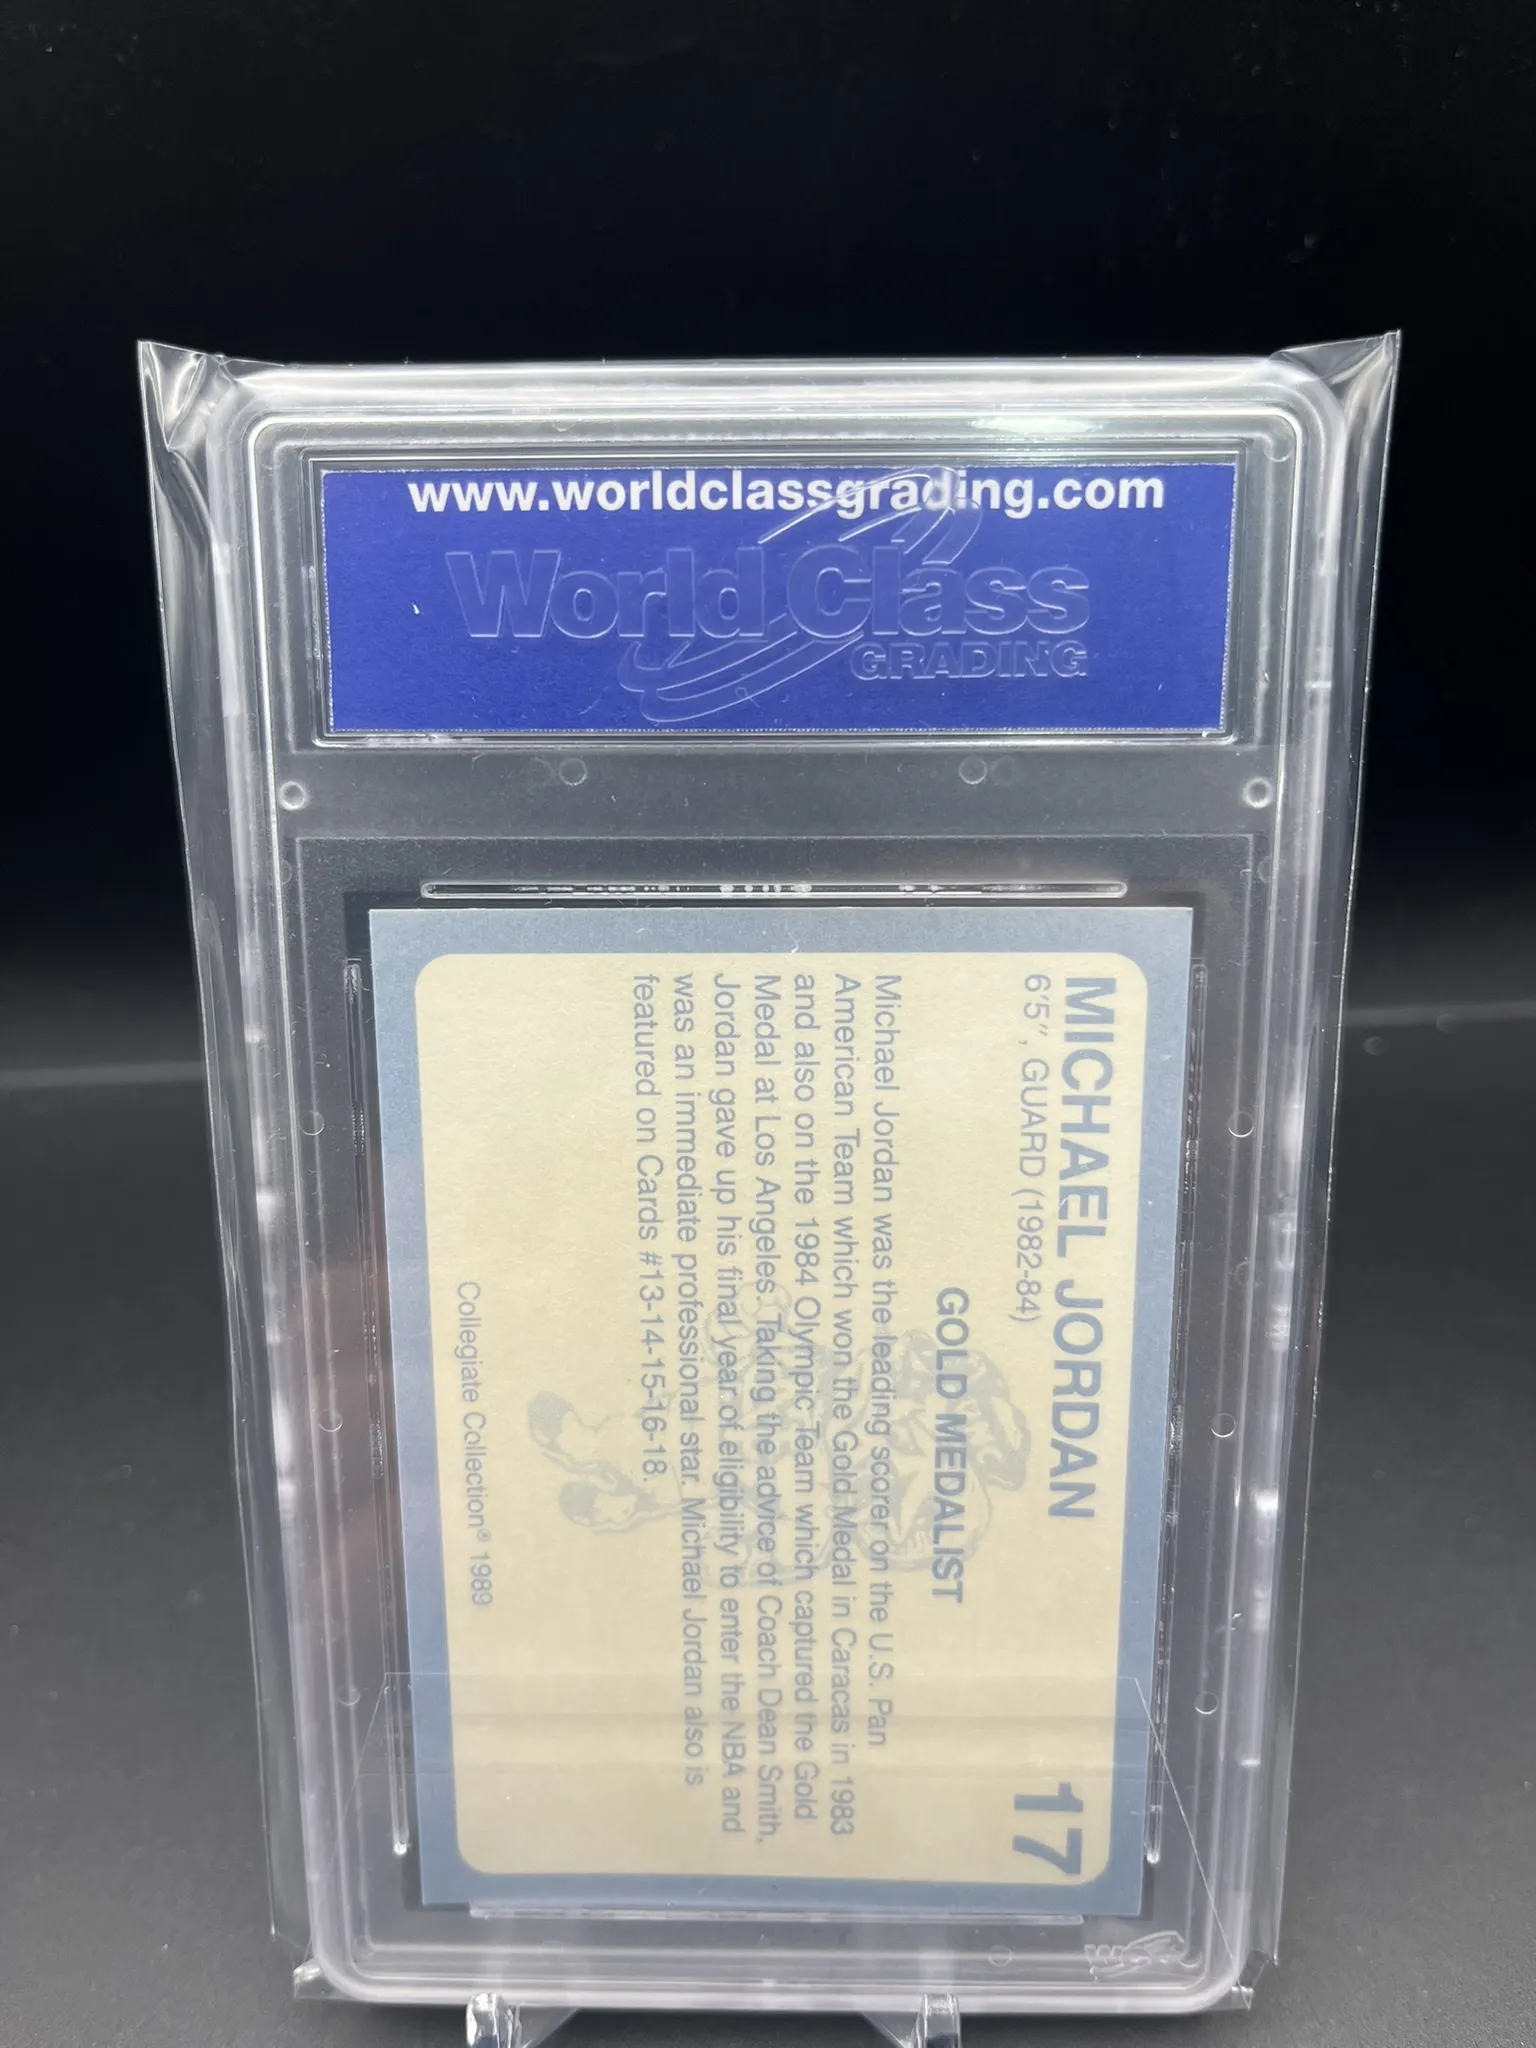 www.worldclassgrading.com
World Class
GRADING
MICHAEL JORDAN
17
6'5", GUARD (1982-84)
GOLD MEDALIST
Michael Jordan was the leading scorer on the U.S. Pan
American Team which won the Gold Medal in Caracas in 1983
and also on the 1984 Olympic Team which captured the Gold
Medal at Los Angeles. Taking the advice of Coach Dean Smith,
Jordan gave up his final year of eligibility to enter the NBA and
was an immediate professional star. Michael Jordan also is
featured on Cards #13-14-15-16-18.
Collegiate Collection® 1989